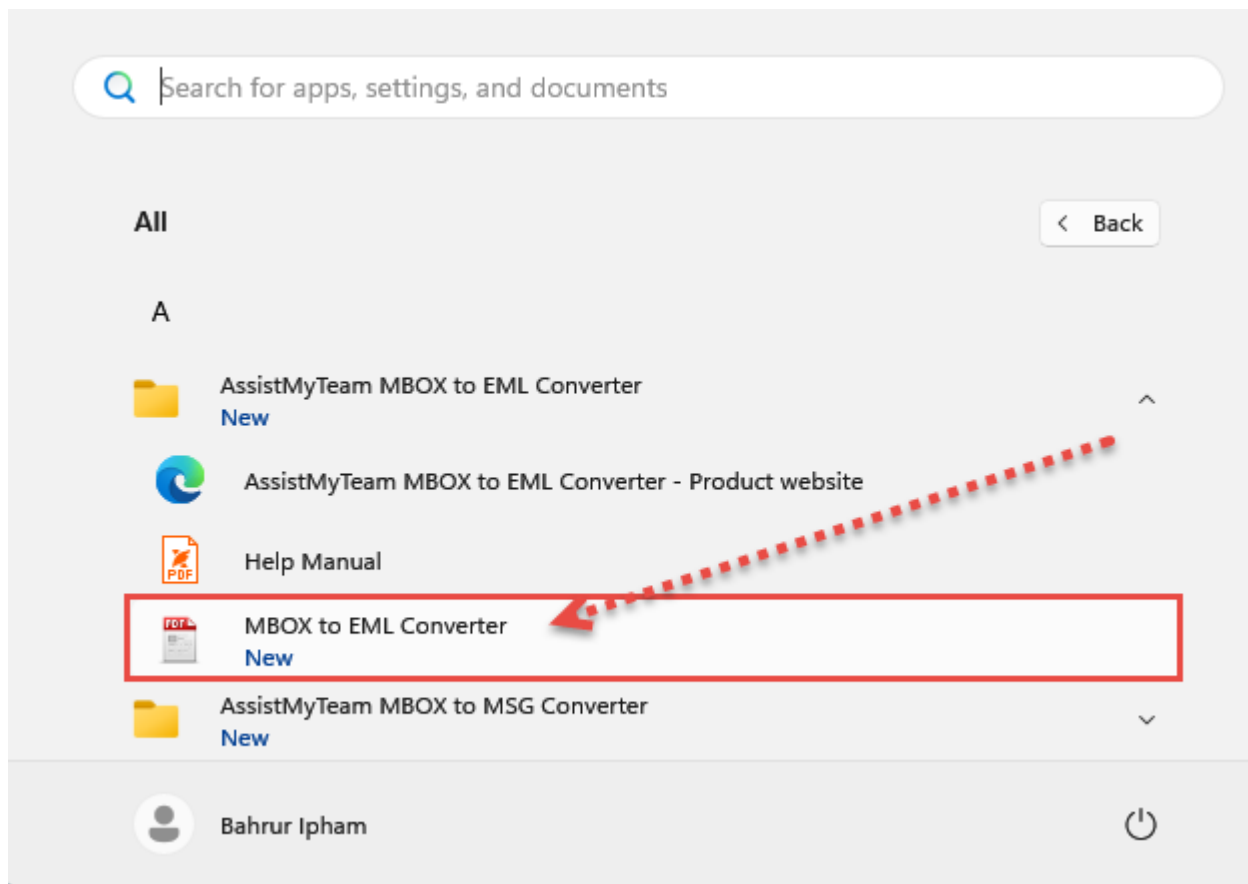 Search for apps, settings, and documents
All
Back
A
AssistMyTeam MBOX to EML Converter
New
AssistMyTeam MBOX to EML Converter - Product website
PDF
Help Manual
MBOX to EML Converter
New
AssistMyTeam MBOX to MSG Converter
New
Bahrur Ipham